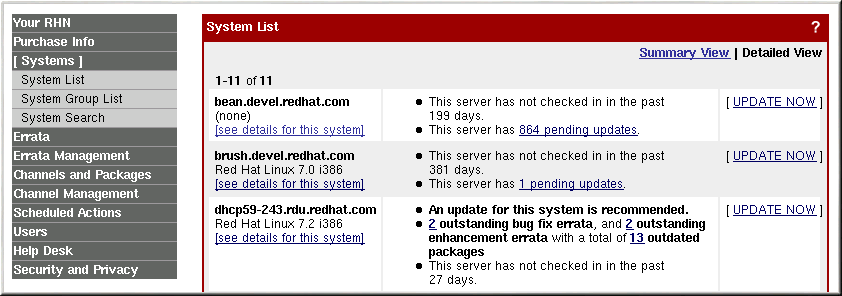 Your RHN
Purchase Info
[ Systems ]
System List
System Group List
System Search
Errata
Errata Management
Channels and Packages
Channel Management
Scheduled Actions
Users
Help Desk
Security and Privacy
System List ?
Summary View | Detailed View
1-11 of 11
bean.devel.redhat.com
(none)
[see details for this system]
● This server has not checked in in the past
199 days.
● This server has 864 pending updates.
[ UPDATE NOW ]
brush.devel.redhat.com
Red Hat Linux 7.0 i386
[see details for this system]
● This server has not checked in in the past
381 days.
● This server has 1 pending updates.
[ UPDATE NOW ]
dhcp59-243.rdu.redhat.com
Red Hat Linux 7.2 i386
[see details for this system]
● An update for this system is recommended.
● 2 outstanding bug fix errata, and 2 outstanding
enhancement errata with a total of 13 outdated
packages
● This server has not checked in in the past
27 days.
[ UPDATE NOW ]